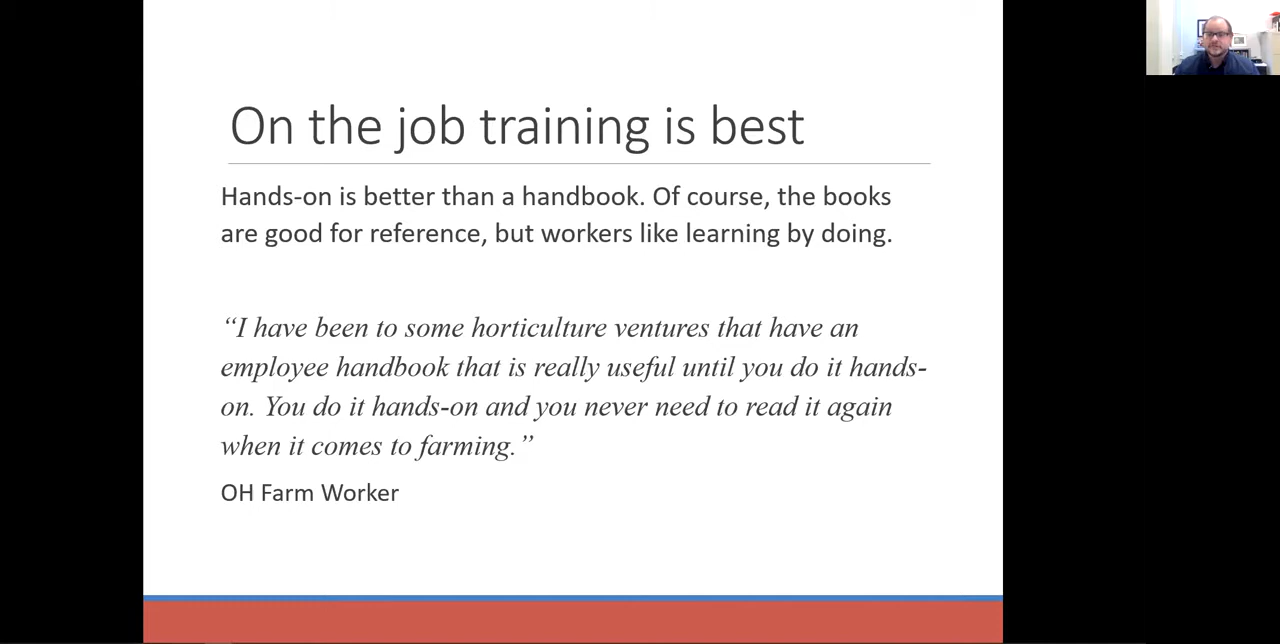 On the job training is best
Hands-on is better than a handbook. Of course, the books
are good for reference, but workers like learning by doing.
“I have been to some horticulture ventures that have an
employee handbook that is really useful until you do it hands-
on. You do it hands-on and you never need to read it again
when it comes to farming.”
OH Farm Worker